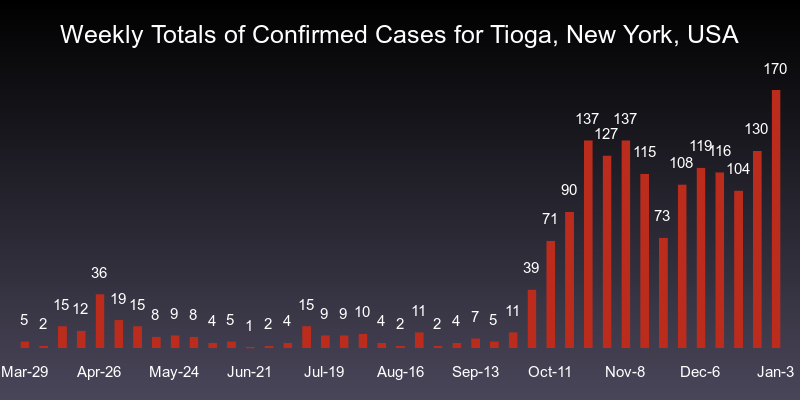 Weekly Totals of Confirmed Cases for Tioga, New York, USA
5 2 15 12 36 19 15 8 9 8 4 5 1 2 4 15 9 9 10 4 2 11 2 4 7 5 11 39 71 90 137 127 137 115 73 108 119 116 104 130 170
Mar-29 Apr-26 May-24 Jun-21 Jul-19 Aug-16 Sep-13 Oct-11 Nov-8 Dec-6 Jan-3